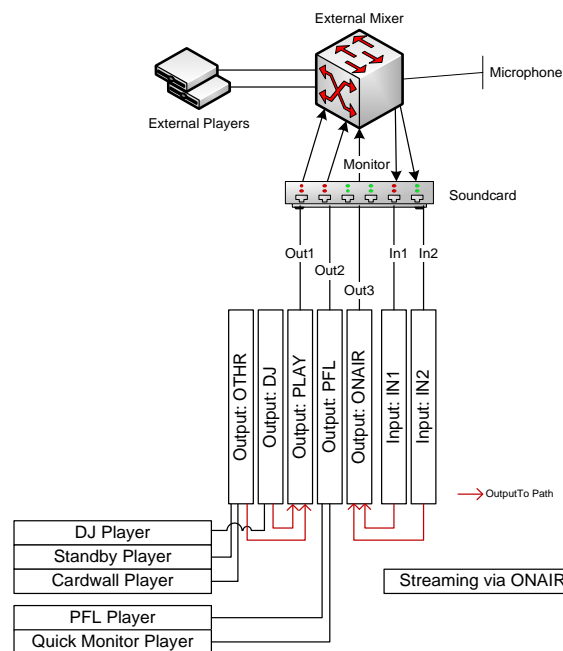 External Mixer
Microphone
External Players
Monitor
Soundcard
Out1
Out2
Out3
In1
In2
Output: OTHR
Output: DJ
Output: PLAY
Output: PFL
Output: ONAIR
Input: IN1
Input: IN2
OutputTo Path
DJ Player
Standby Player
Cardwall Player
Streaming via ONAIR
PFL Player
Quick Monitor Player